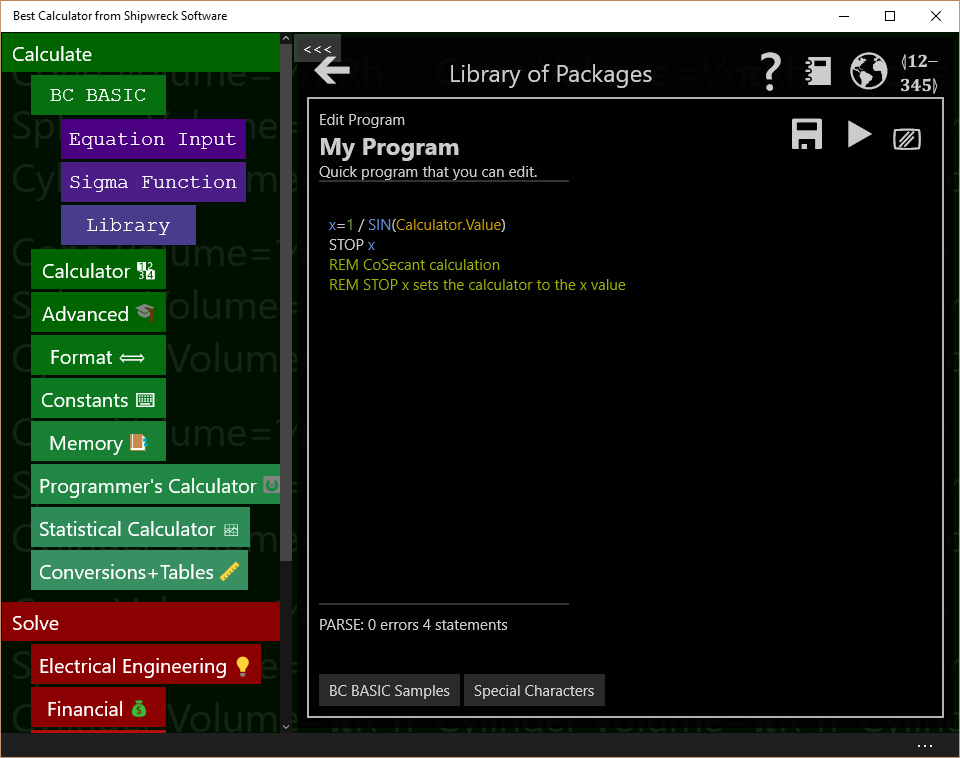 Best Calculator from Shipwreck Software
Calculate
BC BASIC
Equation Input
Sigma Function
Library
Calculator
Advanced
Format
Constants
Memory
Programmer's Calculator
Statistical Calculator
Conversions+Tables
Solve
Electrical Engineering
Financial
<<<
Library of Packages
?
(12–
345)
Edit Program
My Program
Quick program that you can edit.
x=1 / SIN(Calculator.Value)
STOP x
REM CoSecant calculation
REM STOP x sets the calculator to the x value
PARSE: 0 errors 4 statements
BC BASIC Samples
Special Characters
...